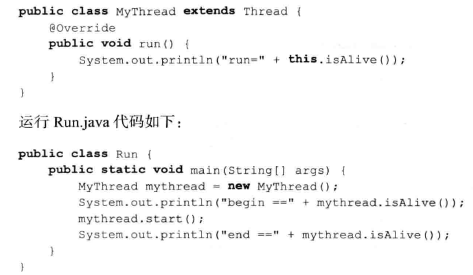 public class MyThread extends Thread {
@Override
public void run() {
System.out.println("run=" + this.isAlive());
}
}
运行 Run.java 代码如下：
public class Run {
public static void main(String[] args) {
MyThread mythread = new MyThread();
System.out.println("begin ==" + mythread.isAlive());
mythread.start();
System.out.println("end ==" + mythread.isAlive());
}
}